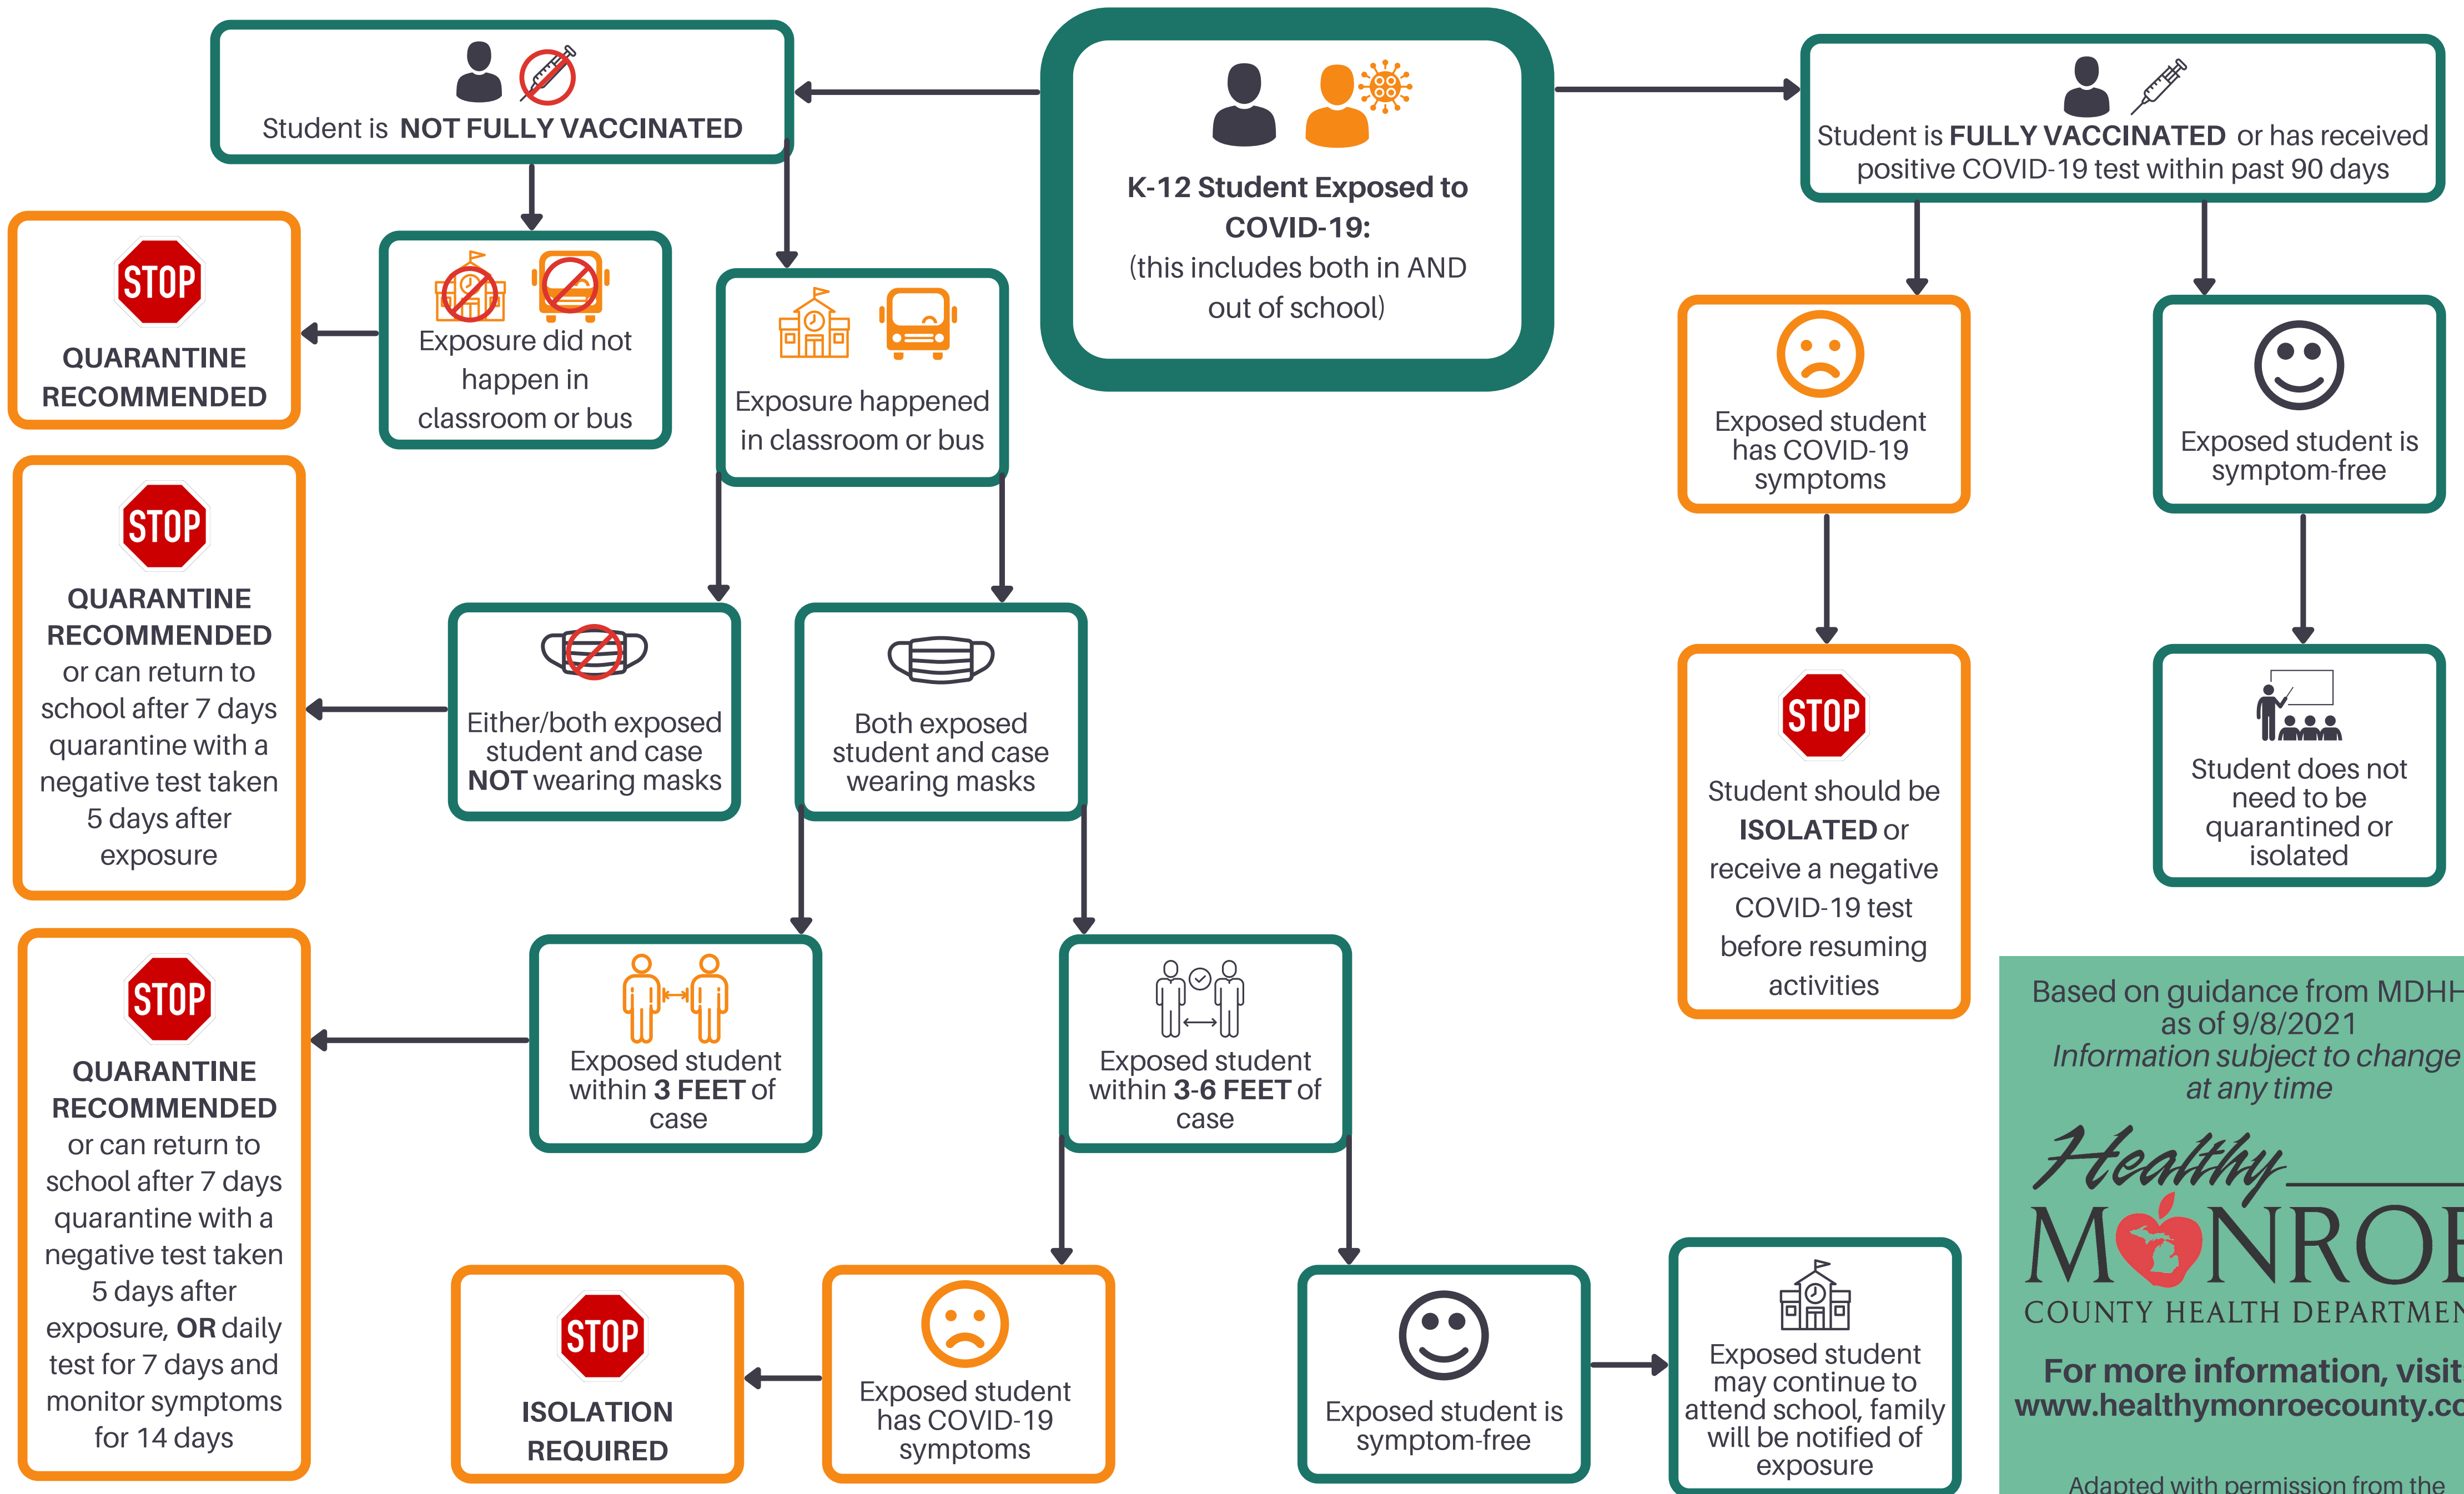 Student is NOT FULLY VACCINATED
K-12 Student Exposed to
COVID-19:
(this includes both in AND
out of school)
Student is FULLY VACCINATED or has received
positive COVID-19 test within past 90 days
STOP
QUARANTINE
RECOMMENDED
Exposure did not
happen in
classroom or bus
Exposure happened
in classroom or bus
Exposed student
has COVID-19
symptoms
Exposed student is
symptom-free
STOP
QUARANTINE
RECOMMENDED
or can return to
school after 7 days
quarantine with a
negative test taken
5 days after
exposure
Either/both exposed
student and case
NOT wearing masks
Both exposed
student and case
wearing masks
STOP
Student should be
ISOLATED or
receive a negative
COVID-19 test
before resuming
activities
Student does not
need to be
quarantined or
isolated
STOP
QUARANTINE
RECOMMENDED
or can return to
school after 7 days
quarantine with a
negative test taken
5 days after
exposure, OR daily
test for 7 days and
monitor symptoms
for 14 days
Exposed student
within 3 FEET of
case
Exposed student
within 3-6 FEET of
case
STOP
ISOLATION
REQUIRED
Exposed student
has COVID-19
symptoms
Exposed student is
symptom-free
Exposed student
may continue to
attend school, family
will be notified of
exposure
Based on guidance from
as of 9/8/2021
Information subject to change
at any time
Healthy
MONROE
COUNTY HEALTH
For more information, visit
www.healthymonroecounty.co
Adapted with permission from the